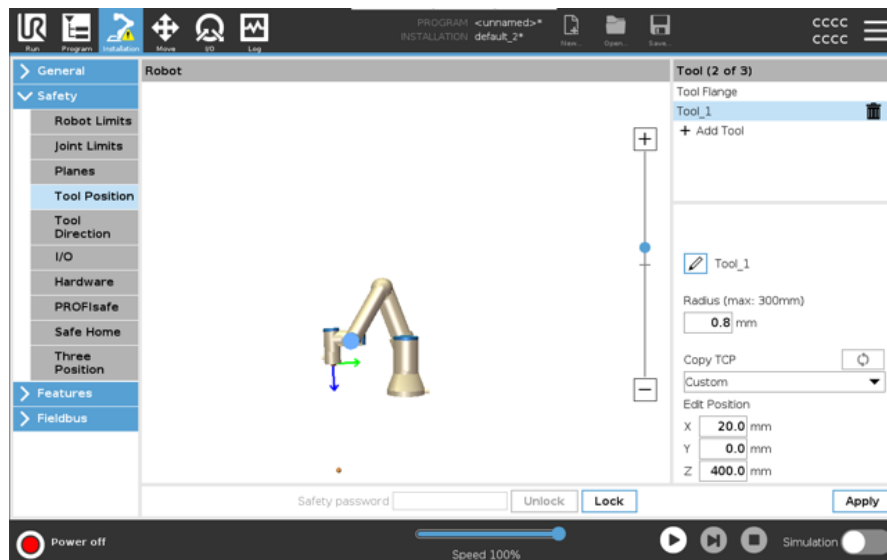 PROGRAM <unnamed>*
INSTALLATION default_2*
Run Program Installation Move I/O Log New... Open... Save...
cccc
cccc
General
Safety
Robot Limits
Joint Limits
Planes
Tool Position
Tool
Direction
I/O
Hardware
PROFIsafe
Safe Home
Three
Position
Features
Fieldbus
Robot
Tool (2 of 3)
Tool Flange
Tool_1
+ Add Tool
Tool_1
Radius (max: 300mm)
0.8 mm
Copy TCP
Custom
Edit Position
X 20.0 mm
Y 0.0 mm
Z 400.0 mm
Safety password Unlock Lock Apply
Power off
Speed 100%
Simulation